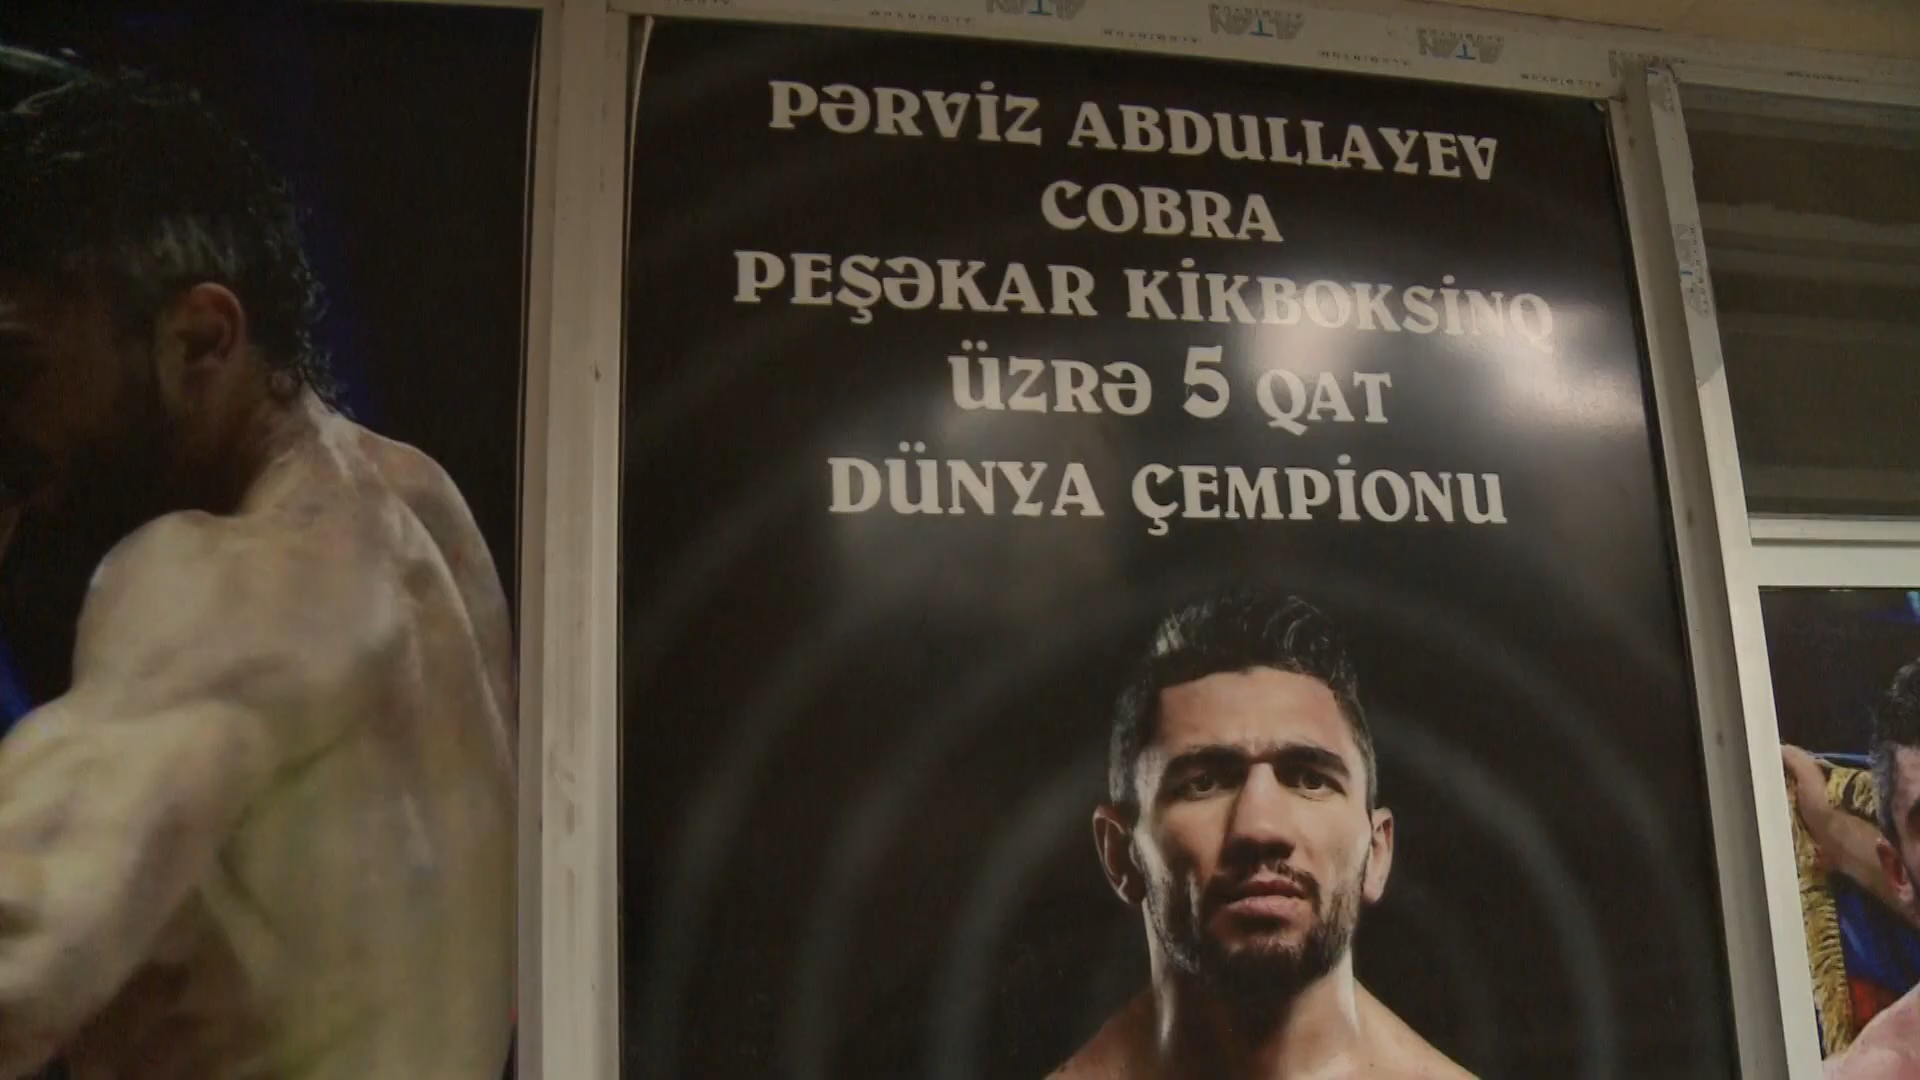 PƏRVİZ ABDULLAYEV
COBRA
PEŞƏKAR KİKBOKSİNQ
ÜZRƏ 5 QAT
DÜNYA ÇEMPİONU